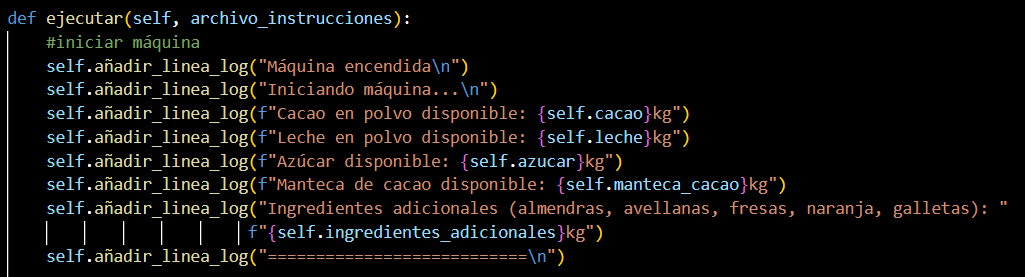 def ejecutar(self, archivo_instrucciones):
#iniciar máquina
self.añadir_linea_log("Máquina encendida\n")
self.añadir_linea_log("Iniciando máquina...\n")
self.añadir_linea_log(f"Cacao en polvo disponible: {self.cacao}kg")
self.añadir_linea_log(f"Leche en polvo disponible: {self.leche}kg")
self.añadir_linea_log(f"Azúcar disponible: {self.azucar}kg")
self.añadir_linea_log(f"Manteca de cacao disponible: {self.manteca_cacao}kg")
self.añadir_linea_log("Ingredientes adicionales (almendras, avellanas, fresas, naranja, galletas): "
f"{self.ingredientes_adicionales}kg")
self.añadir_linea_log("===========================\n")